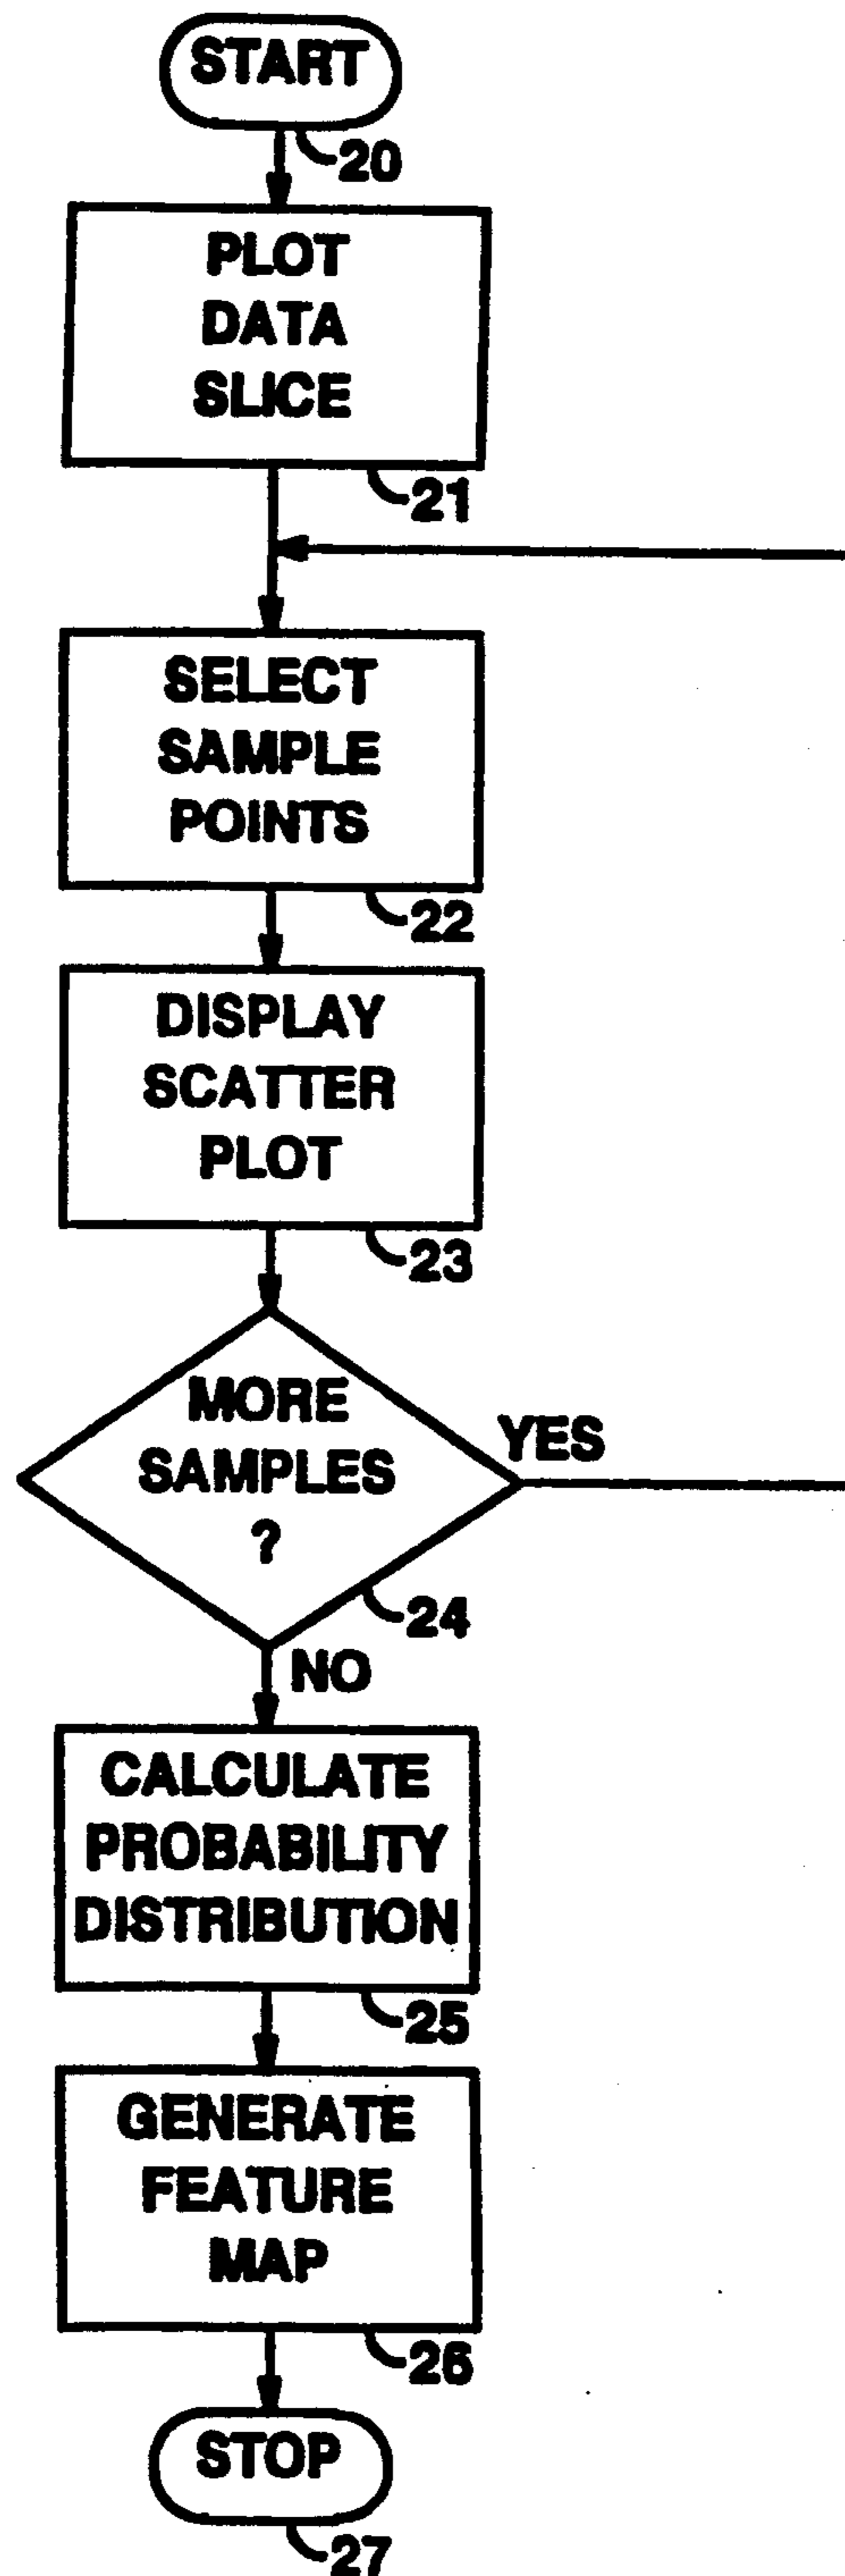 START
20
PLOT
DATA
SLICE
21
SELECT
SAMPLE
POINTS
22
DISPLAY
SCATTER
PLOT
23
MORE
SAMPLES
?
YES
24
NO
CALCULATE
PROBABILITY
DISTRIBUTION
25
GENERATE
FEATURE
MAP
26
STOP
27